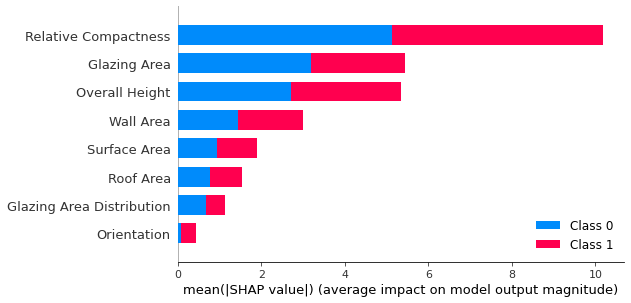 Relative Compactness
Glazing Area
Overall Height
Wall Area
Surface Area
Roof Area
Glazing Area Distribution
Orientation
Class 0
Class 1
0 2 4 6 8 10
mean(|SHAP value|) (average impact on model output magnitude)